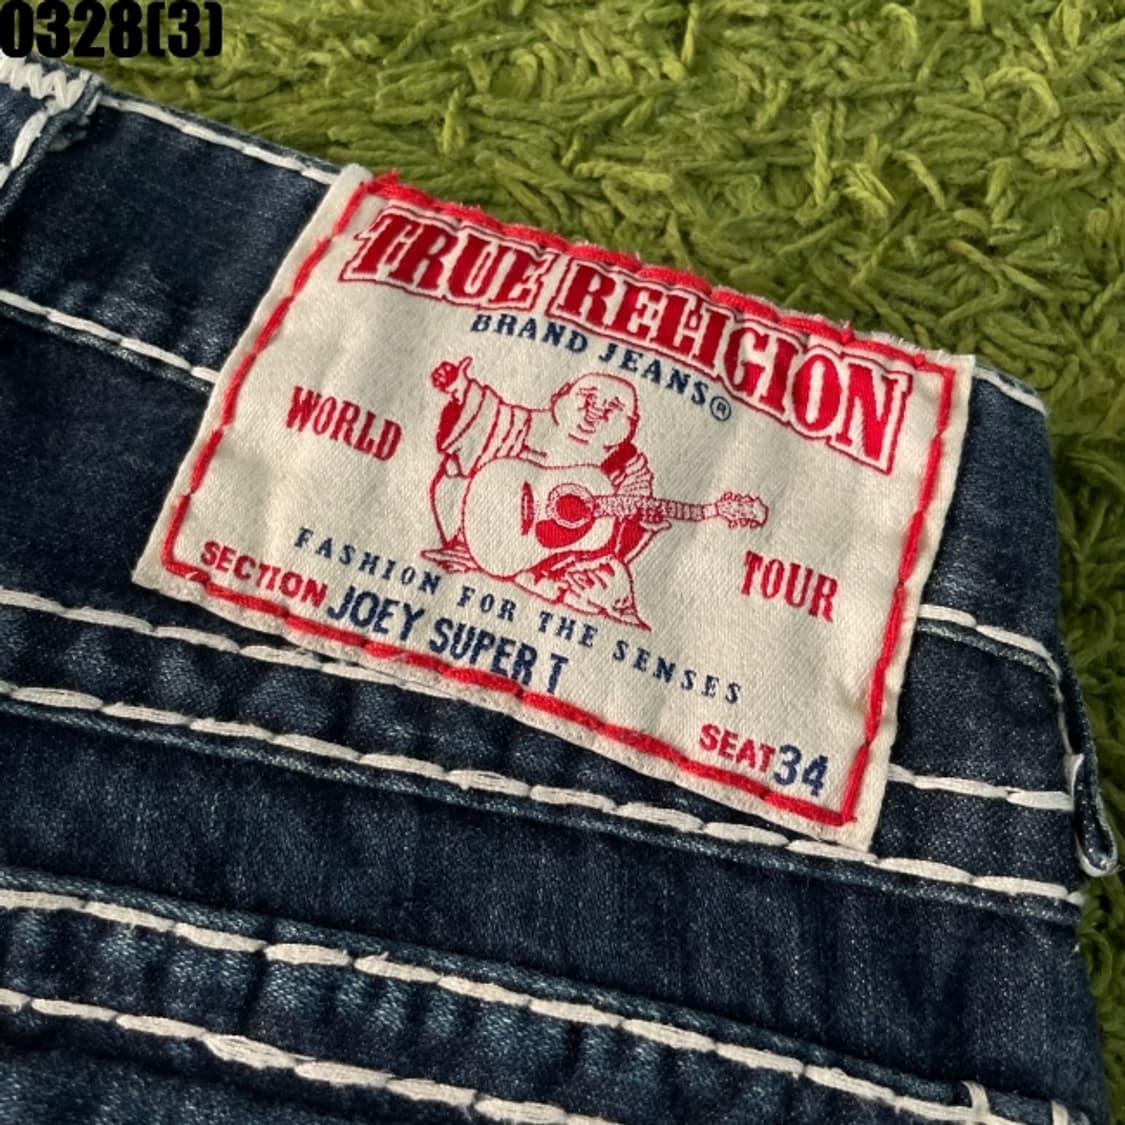 0328(3)
TRUE RELIGION
BRAND JEANS®
WORLD
TOUR
FASHION FOR THE SENSES
SECTION JOEY SUPER T
SEAT 34